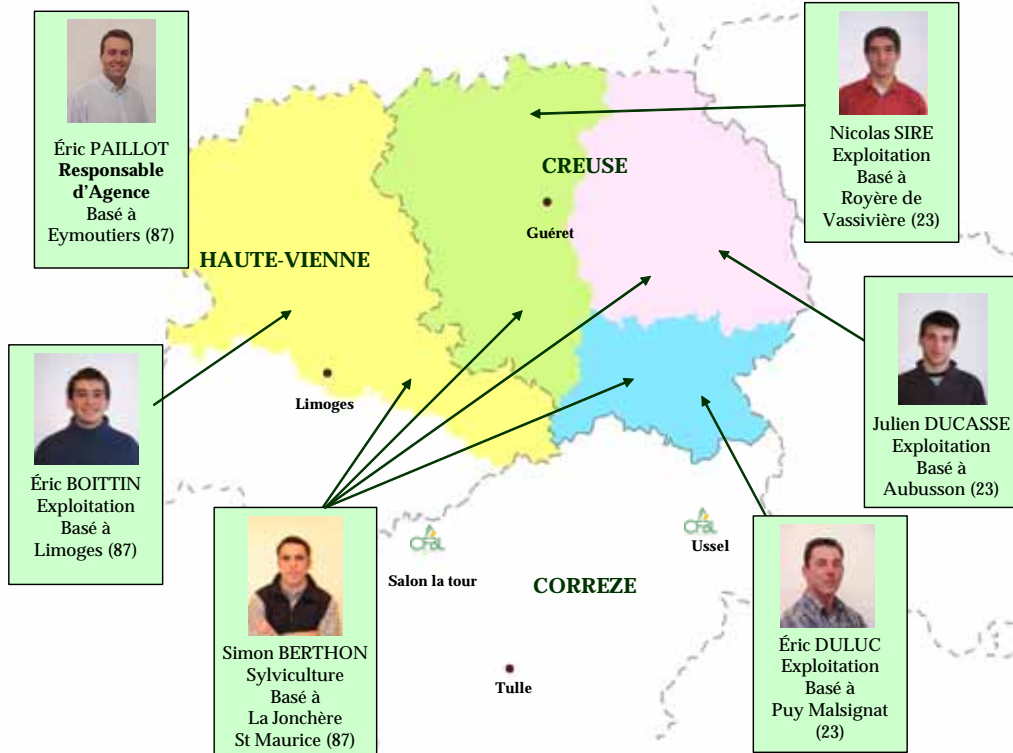 Éric PAILLOT
Responsable
d'Agence
Basé à
Eymoutiers (87)
Nicolas SIRE
Exploitation
Basé à
Royère de
Vassivière (23)
CREUSE
Guéret
HAUTE-VIENNE
Limoges
Éric BOITTIN
Exploitation
Basé à
Limoges (87)
Julien DUCASSE
Exploitation
Basé à
Aubusson (23)
CFBL
Salon la tour
CFBL
Ussel
CORREZE
Tulle
Simon BERTHON
Sylviculture
Basé à
La Jonchère
St Maurice (87)
Éric DULUC
Exploitation
Basé à
Puy Malsignat
(23)